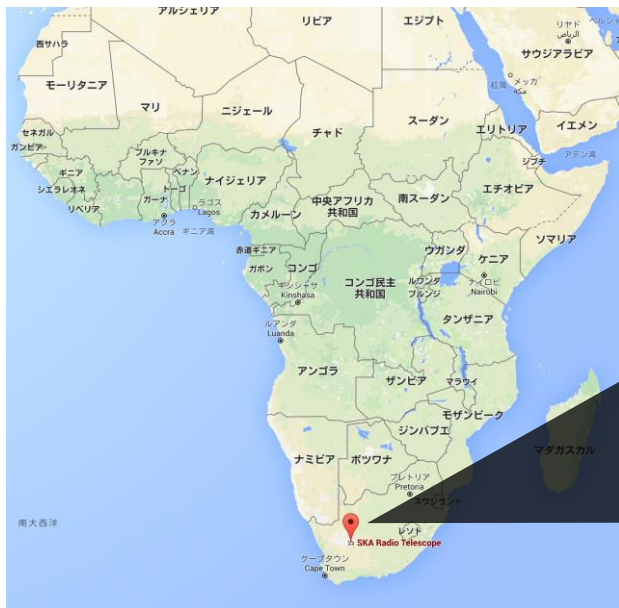 アルジェリア
リビア
エジプト
リヤド
الرياض
サウジアラビア
西サハラ
メッカ
مكة
紅海
モーリタニア
マリ
ニジェール
チャド
スーダン
エリトリア
イエメン
アデン湾
セネガル
ガンビア
ブルキナ
ファソ
ギニア
ベナン
ナイジェリア
ジブチ
シエラレオネ
トーゴ
ガーナ
ラゴス
Lagos
リベリア
アクラ
Accra
ギニア湾
カメルーン
中央アフリカ
共和国
南スーダン
エチオピア
ソマリア
赤道ギニア
ガボン
コンゴ
ウガンダ
ケニア
ナイロビ
Nairobi
キンシャサ
Kinshasa
コンゴ民主
共和国
ルワンダ
ブルンジ
タンザニア
ルアンダ
Luanda
アンゴラ
ザンビア
マラウイ
モザンビーク
ジンバブエ
マダガスカル
ナミビア
ボツワナ
プレトリア
Pretoria
スワジランド
南大西洋
レソト
SKA Radio Telescope
ケープタウン
Cape Town